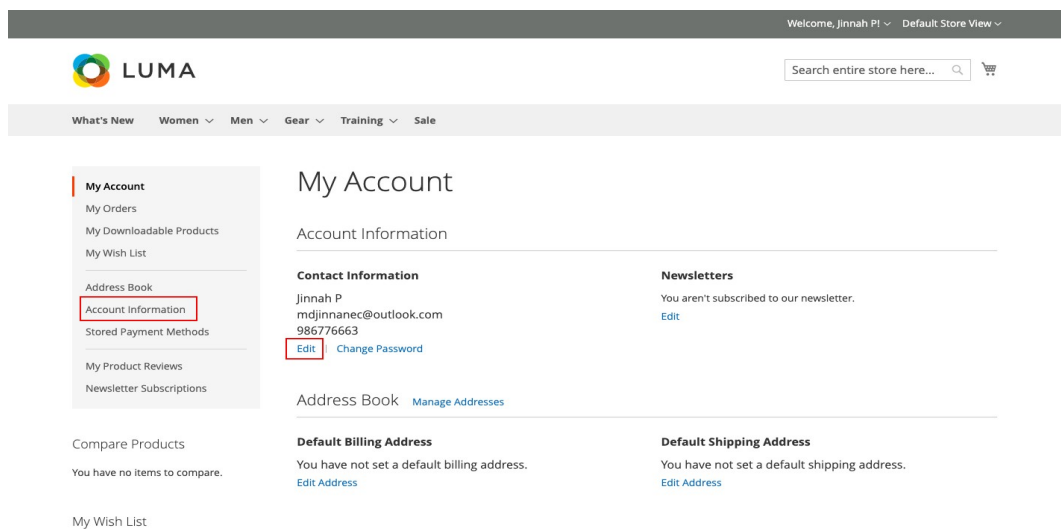 Welcome, Jinnah P! Default Store View
LUMA
Search entire store here...
What's New Women Men Gear Training Sale
My Account
My Orders
My Downloadable Products
My Wish List
Address Book
Account Information
Stored Payment Methods
My Product Reviews
Newsletter Subscriptions
Compare Products
You have no items to compare.
My Wish List
My Account
Account Information
Contact Information
Jinnah P
mdjinnanec@outlook.com
986776663
Edit | Change Password
Newsletters
You aren't subscribed to our newsletter.
Edit
Address Book Manage Addresses
Default Billing Address
You have not set a default billing address.
Edit Address
Default Shipping Address
You have not set a default shipping address.
Edit Address